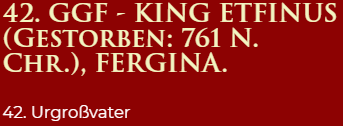 42. GGF - KING ETFINUS
(GESTORBEN: 761 N.
CHR.), FERGINA.
42. Urgroßvater